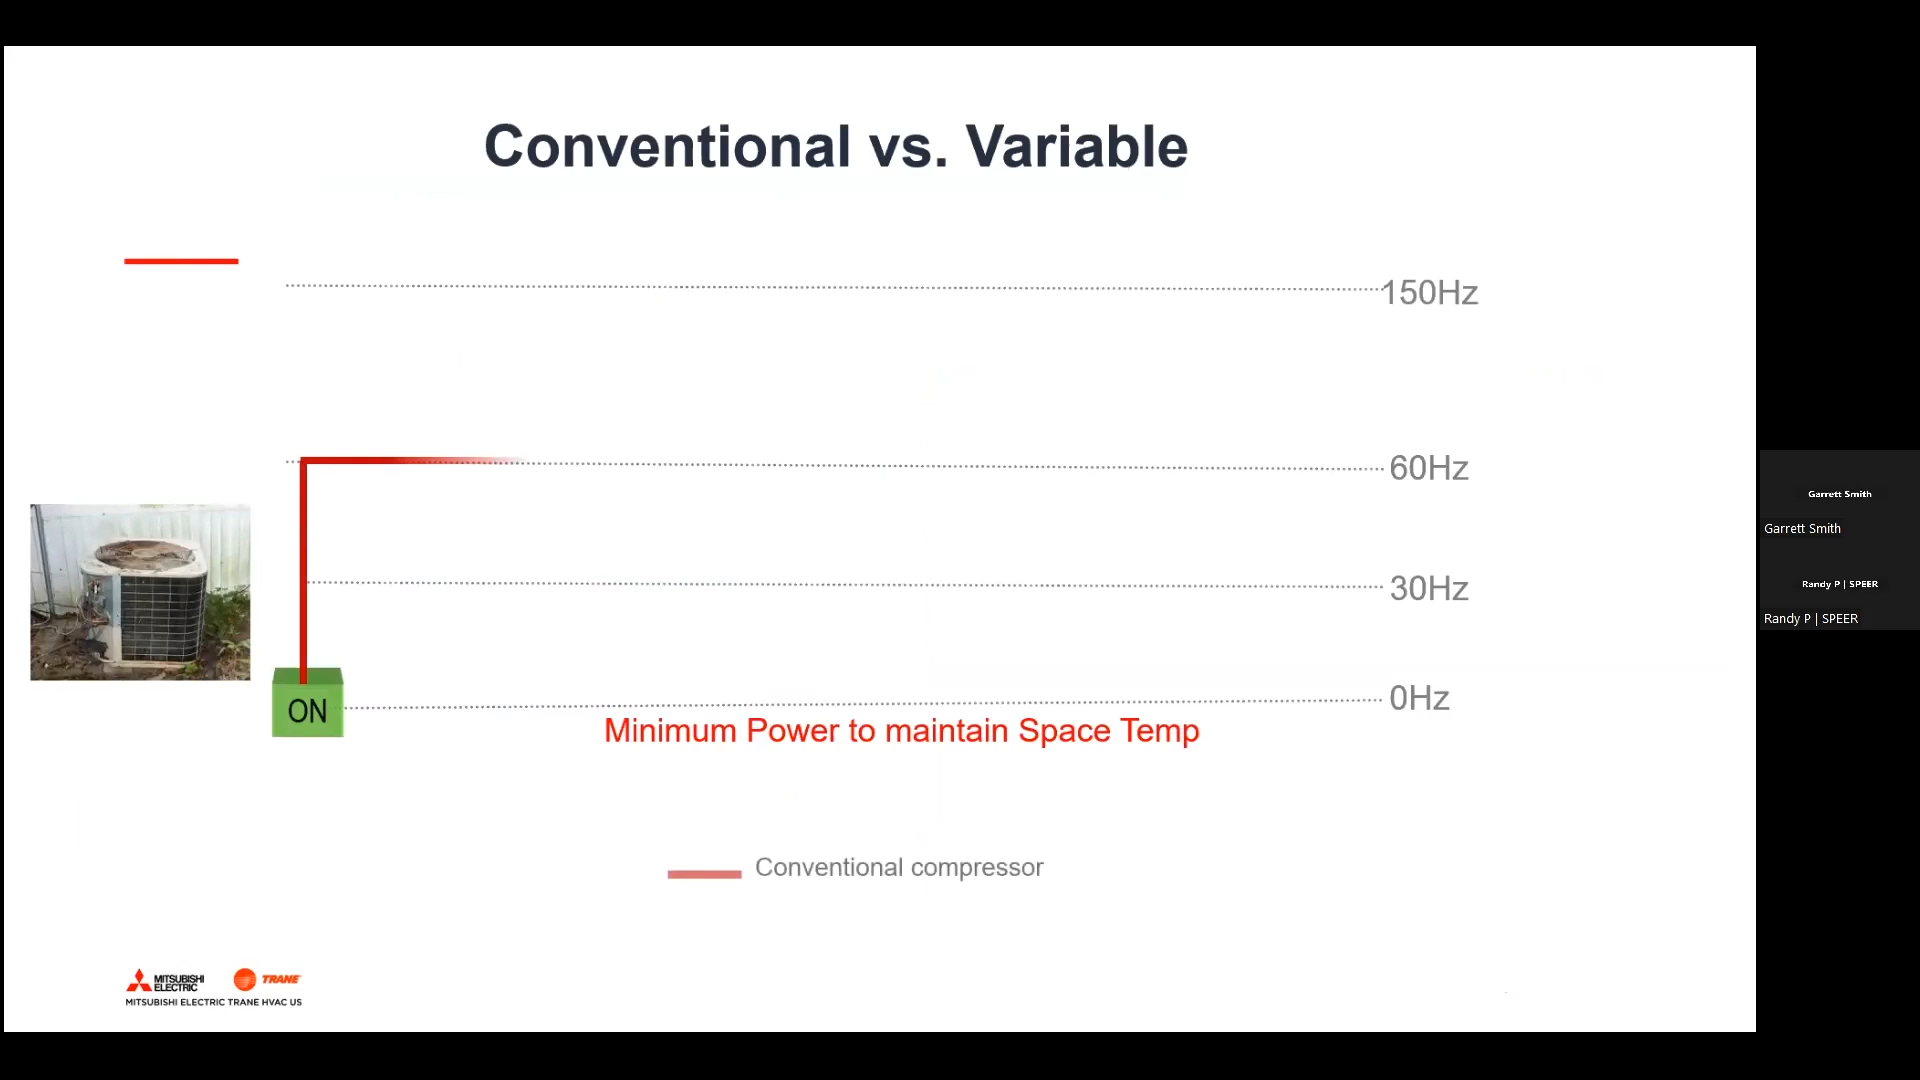 Conventional vs. Variable
150Hz
60Hz
30Hz
ON
0Hz
Minimum Power to maintain Space Temp
Conventional compressor
MITSUBISHI
ELECTRIC
TRANE
MITSUBISHI ELECTRIC TRANE HVAC US
Garrett Smith
Garrett Smith
Randy P | SPEER
Randy P | SPEER